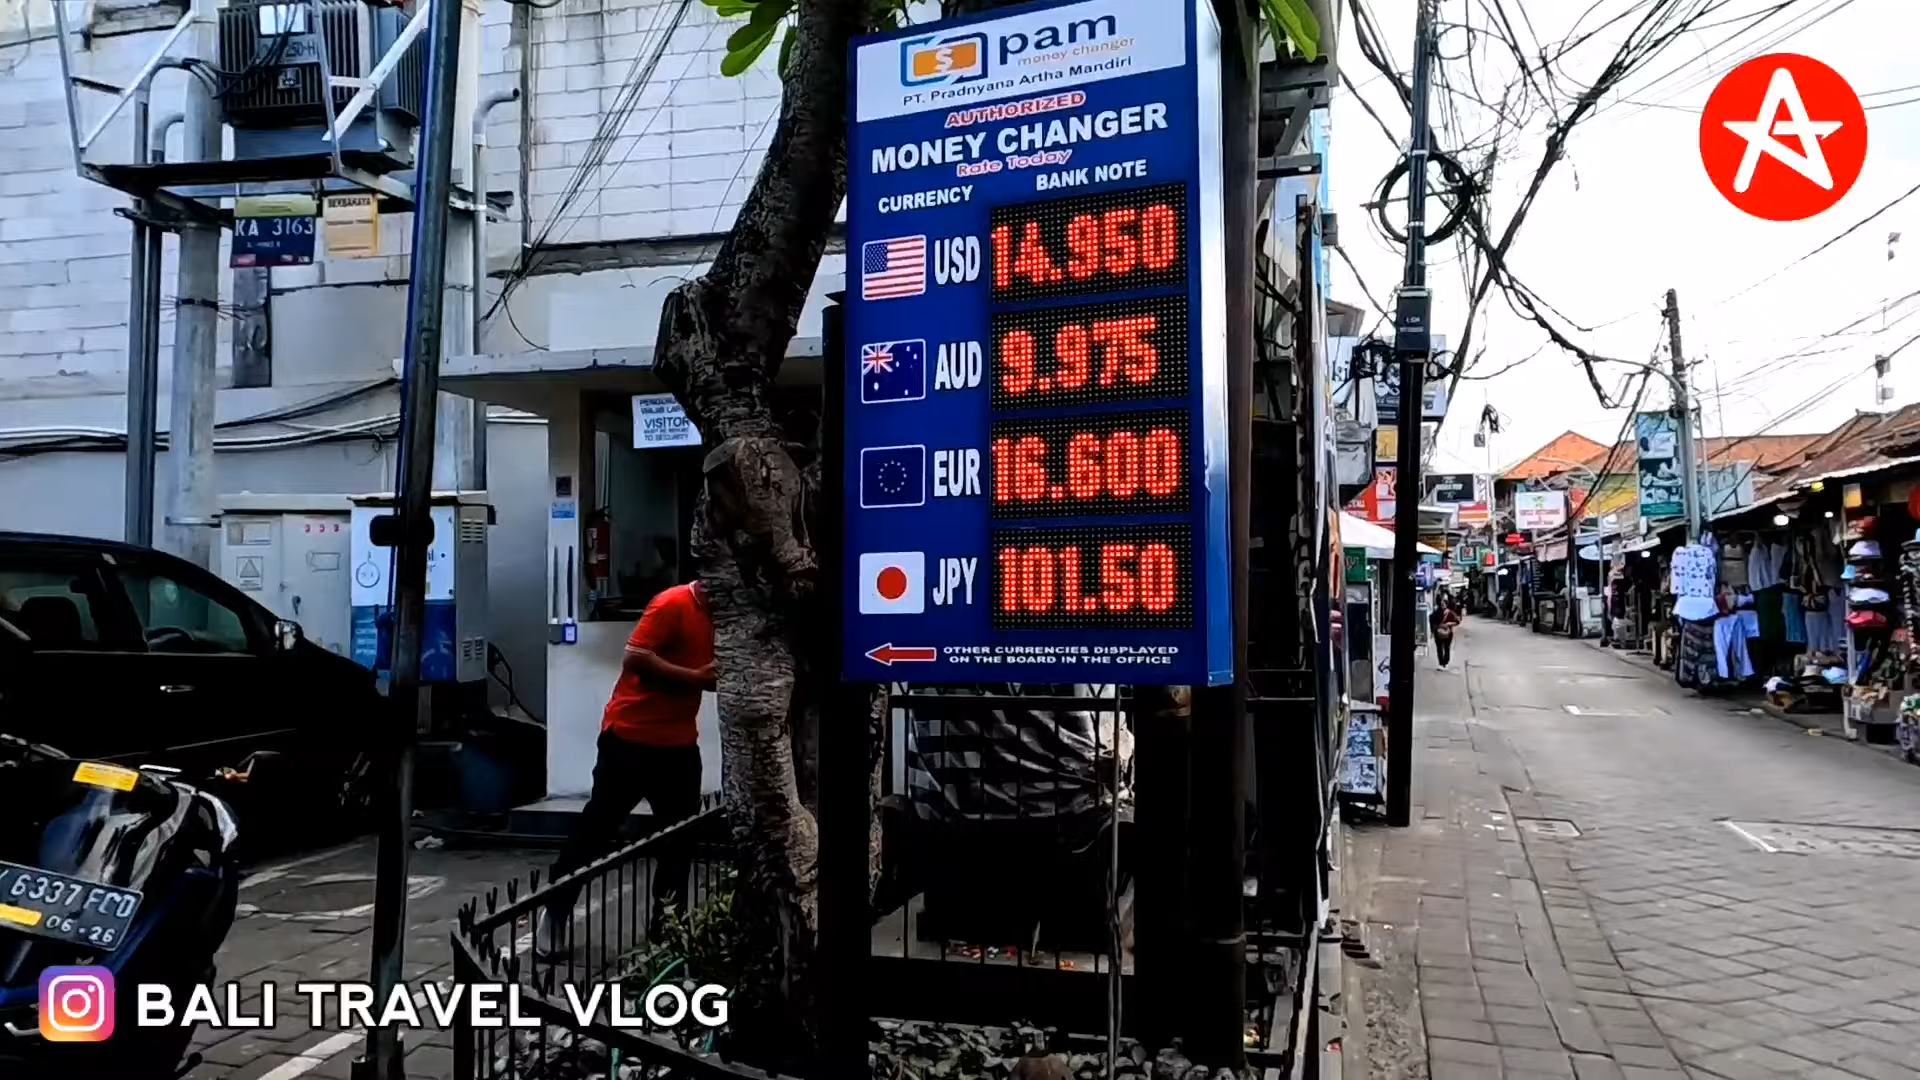 pam
money changer
PT. Pradnyana Artha Mandiri
AUTHORIZED
MONEY CHANGER
Rate Today
CURRENCY BANK NOTE
USD 14.950
AUD 9.975
EUR 16.600
JPY 101.50
OTHER CURRENCIES DISPLAYED
ON THE BOARD IN THE OFFICE
KA 3163
VISITOR
TO SECURITY
6337 FCD
06-26
BALI TRAVEL VLOG